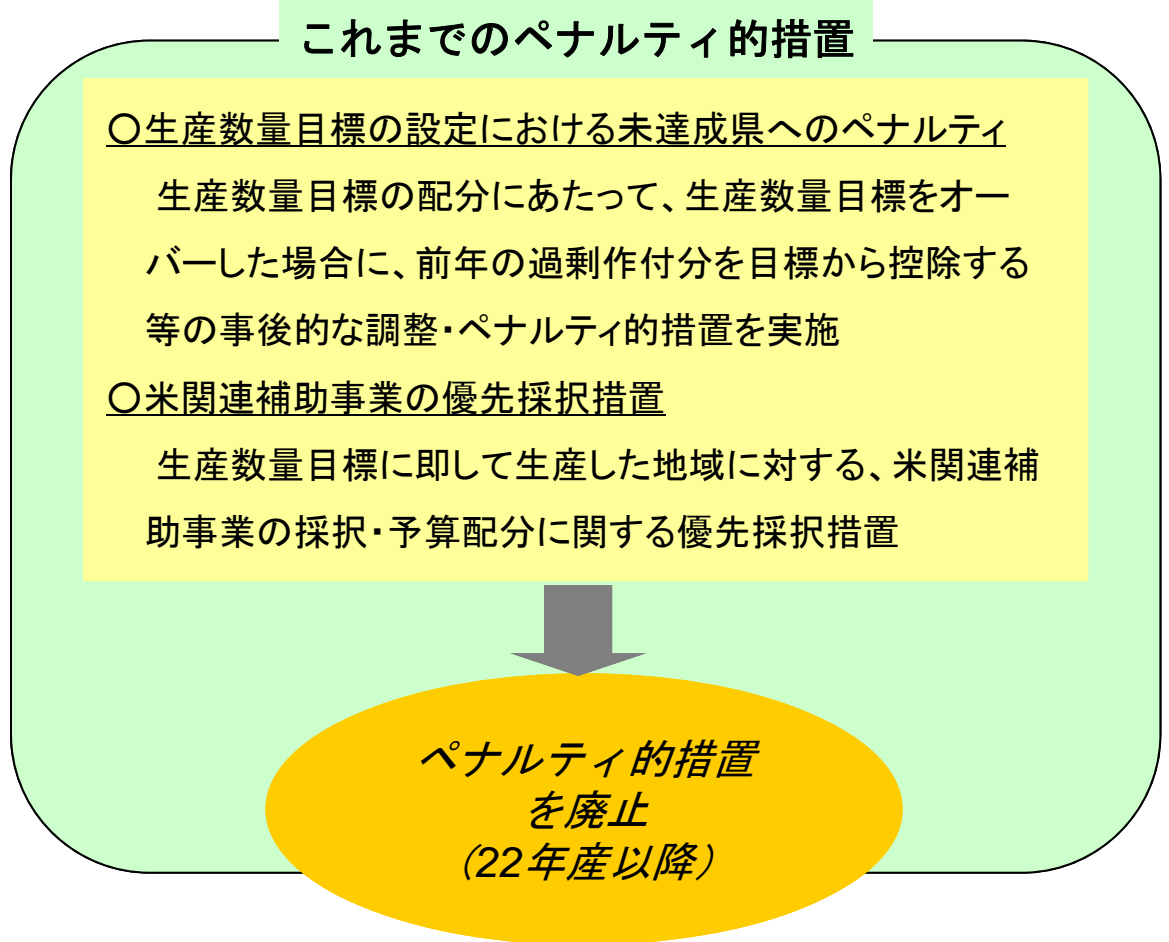 これまでのペナルティ的措置
○生産数量目標の設定における未達成県へのペナルティ
生産数量目標の配分にあたって、生産数量目標をオー
バーした場合に、前年の過剰作付分を目標から控除する
等の事後的な調整・ペナルティ的措置を実施
○米関連補助事業の優先採択措置
生産数量目標に即して生産した地域に対する、米関連補
助事業の採択・予算配分に関する優先採択措置
ペナルティ的措置
を廃止
（22年産以降）